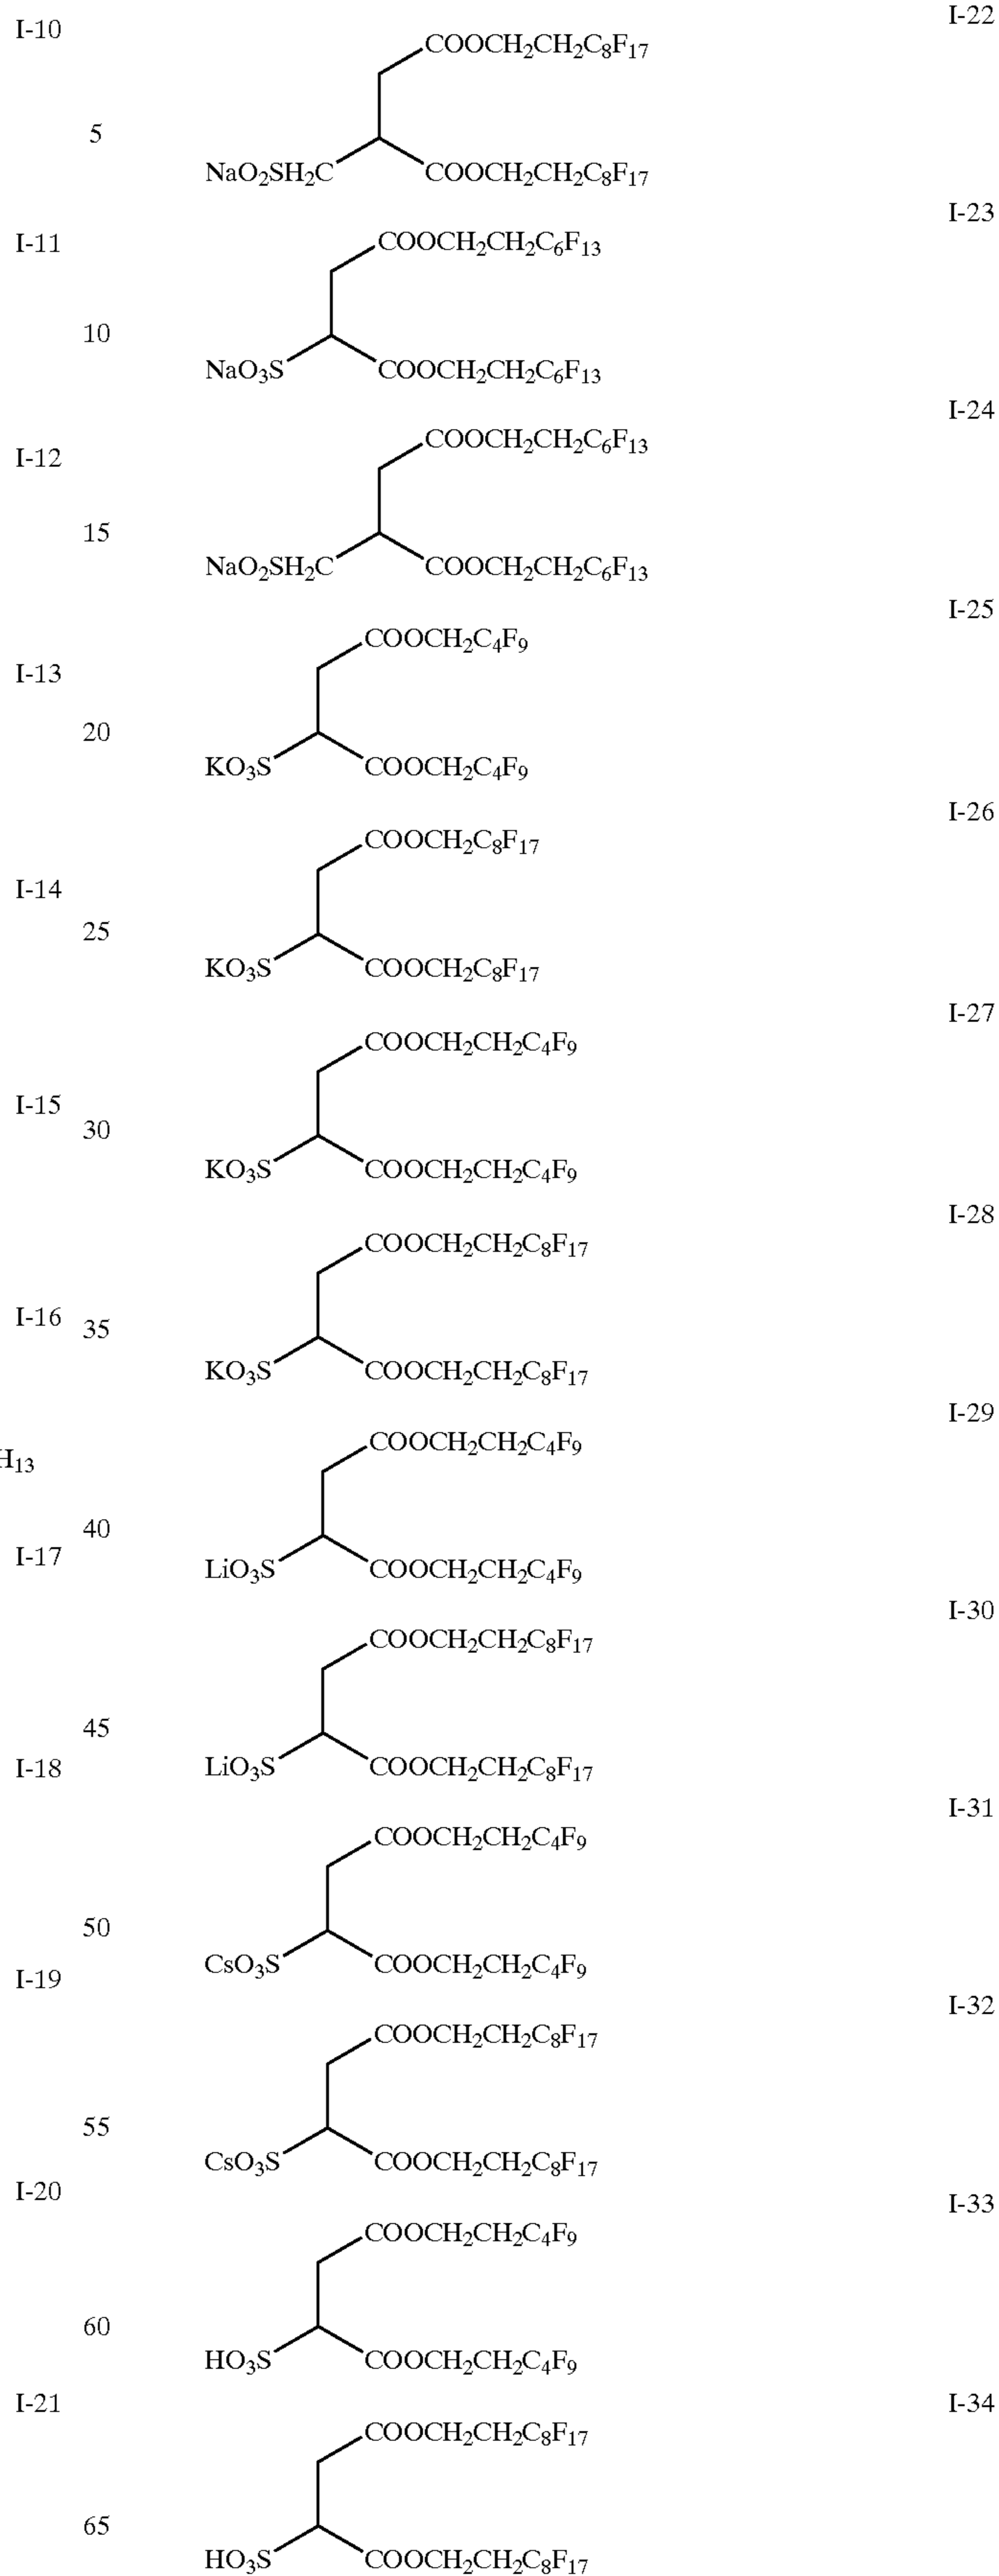 I-10
I-22
COOCH₂CH₂C₈F₁₇
5
NaO₂SH₂C COOCH₂CH₂C₈F₁₇
I-23
I-11
COOCH₂CH₂C₆F₁₃
10
NaO₃S COOCH₂CH₂C₆F₁₃
I-24
COOCH₂CH₂C₆F₁₃
I-12
15
NaO₂SH₂C COOCH₂CH₂C₆F₁₃
I-25
COOCH₂C₄F₉
I-13
20
KO₃S COOCH₂C₄F₉
I-26
COOCH₂C₈F₁₇
I-14
25
KO₃S COOCH₂C₈F₁₇
I-27
COOCH₂CH₂C₄F₉
I-15
30
KO₃S COOCH₂CH₂C₄F₉
I-28
COOCH₂CH₂C₈F₁₇
I-16
35
KO₃S COOCH₂CH₂C₈F₁₇
I-29
COOCH₂CH₂C₄F₉
H₁₃
40
I-17
LiO₃S COOCH₂CH₂C₄F₉
I-30
COOCH₂CH₂C₈F₁₇
45
I-18
LiO₃S COOCH₂CH₂C₈F₁₇
I-31
COOCH₂CH₂C₄F₉
50
CsO₃S COOCH₂CH₂C₄F₉
I-19
I-32
COOCH₂CH₂C₈F₁₇
55
CsO₃S COOCH₂CH₂C₈F₁₇
I-20
I-33
COOCH₂CH₂C₄F₉
60
HO₃S COOCH₂CH₂C₄F₉
I-21
I-34
COOCH₂CH₂C₈F₁₇
65
HO₃S COOCH₂CH₂C₈F₁₇